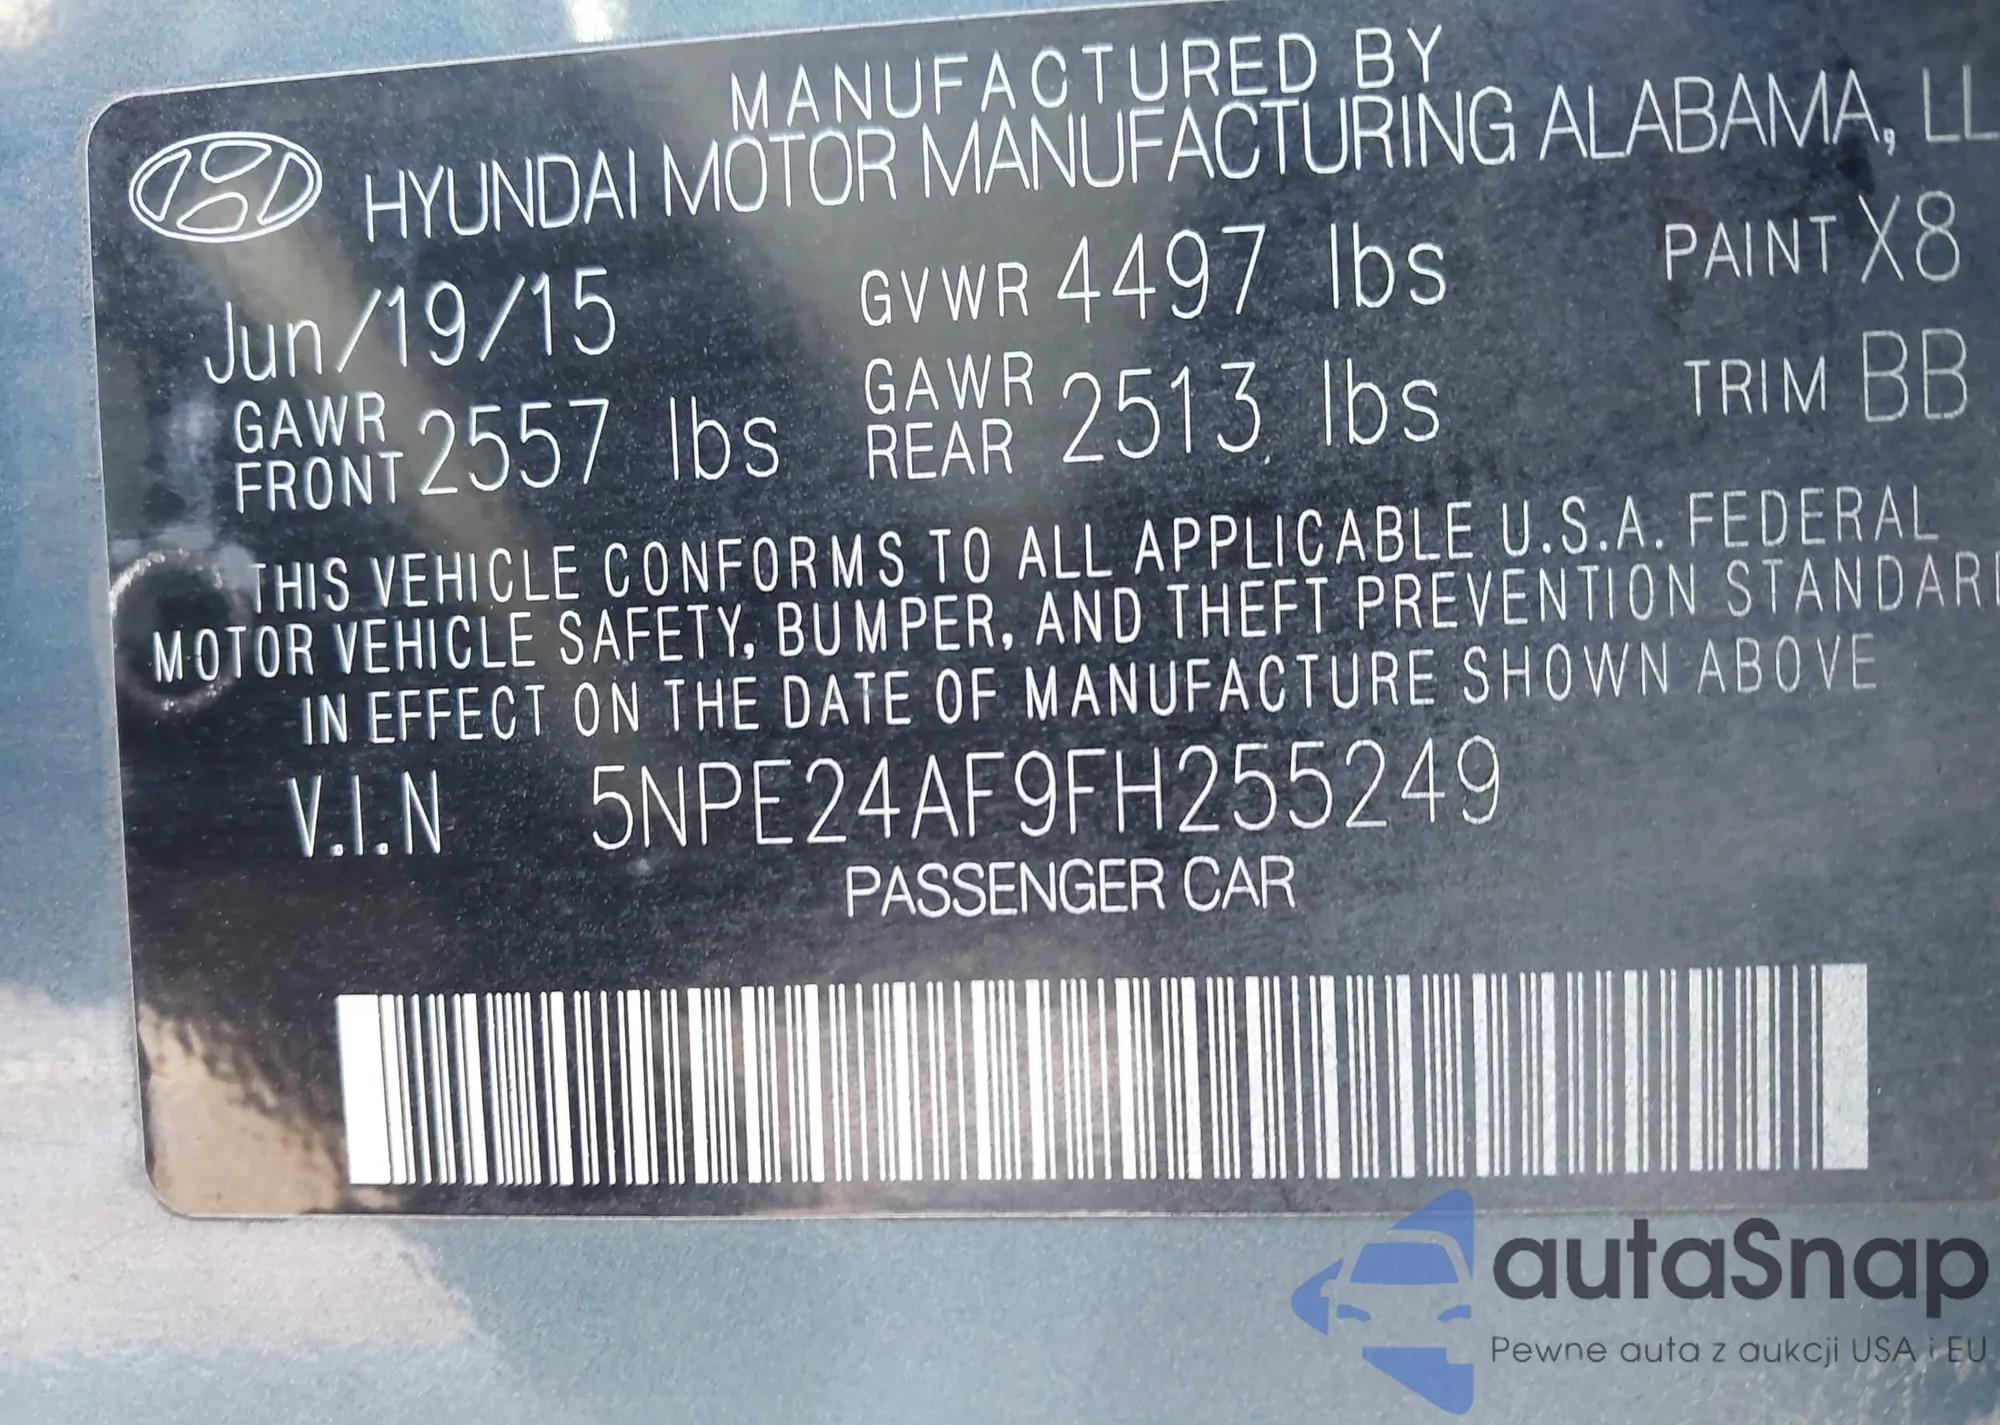 MANUFACTURED BY
HYUNDAI MOTOR MANUFACTURING ALABAMA, LL
Jun/19/15 GVWR 4497 lbs PAINT X8
GAWR FRONT 2557 lbs GAWR REAR 2513 lbs TRIM BB
THIS VEHICLE CONFORMS TO ALL APPLICABLE U.S.A. FEDERAL
MOTOR VEHICLE SAFETY, BUMPER, AND THEFT PREVENTION STANDARD
IN EFFECT ON THE DATE OF MANUFACTURE SHOWN ABOVE
V.I.N 5NPE24AF9FH255249
PASSENGER CAR
autaSnap
Pewne auta z aukcji USA i EU